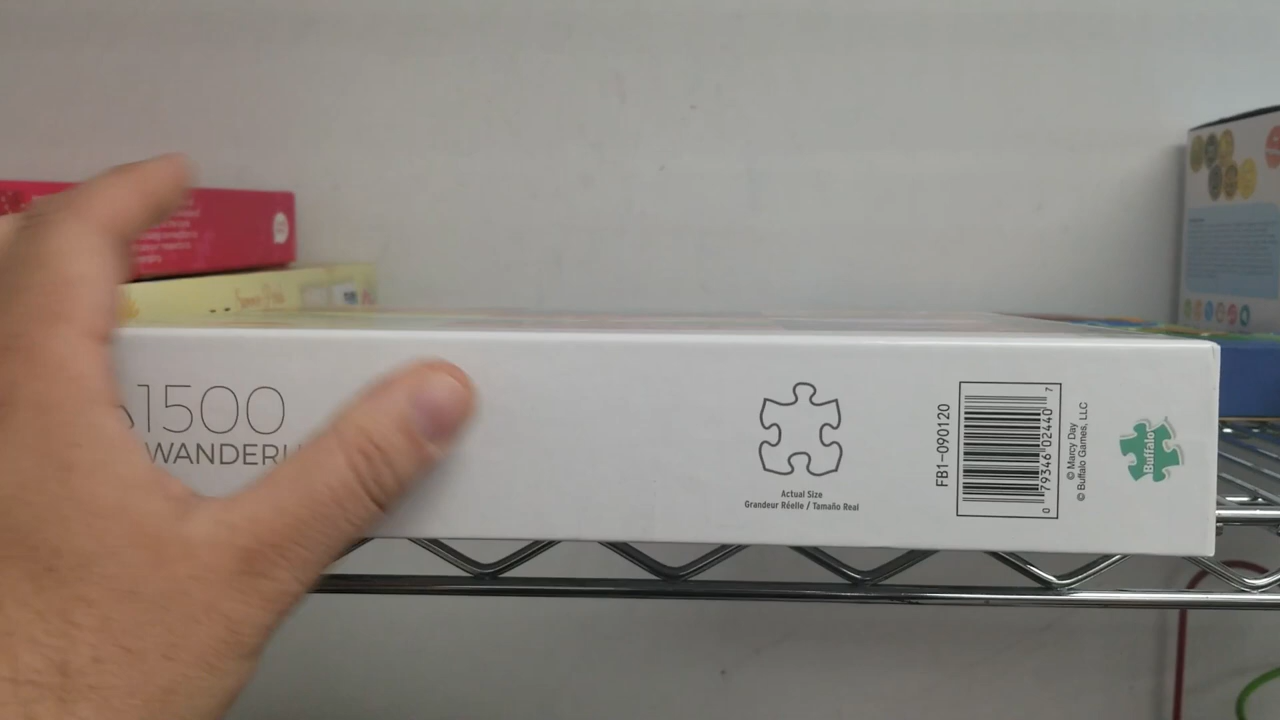 1500
WANDERL
Actual Size
Grandeur Réelle / Tamaño Real
FB1-090120
0 79346 02440 7
© Marcy Day
© Buffalo Games, LLC
Buffalo